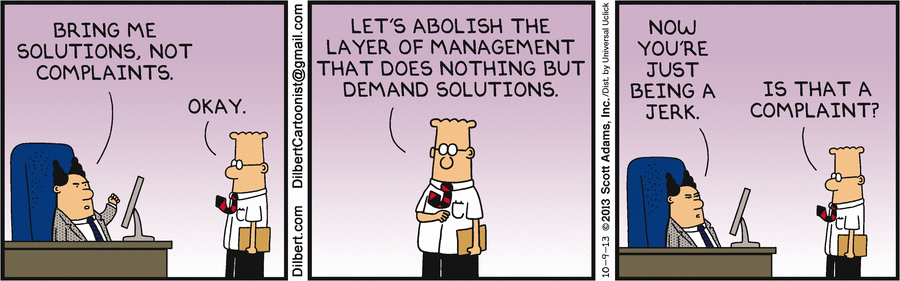 BRING ME
SOLUTIONS, NOT
COMPLAINTS.
OKAY.
Dilbert.com DilbertCartoonist@gmail.com
LET'S ABOLISH THE
LAYER OF MANAGEMENT
THAT DOES NOTHING BUT
DEMAND SOLUTIONS.
10-9-13 ©2013 Scott Adams, Inc. /Dist. by Universal Uclick
NOW
YOU'RE
JUST
BEING A
JERK.
IS THAT A
COMPLAINT?